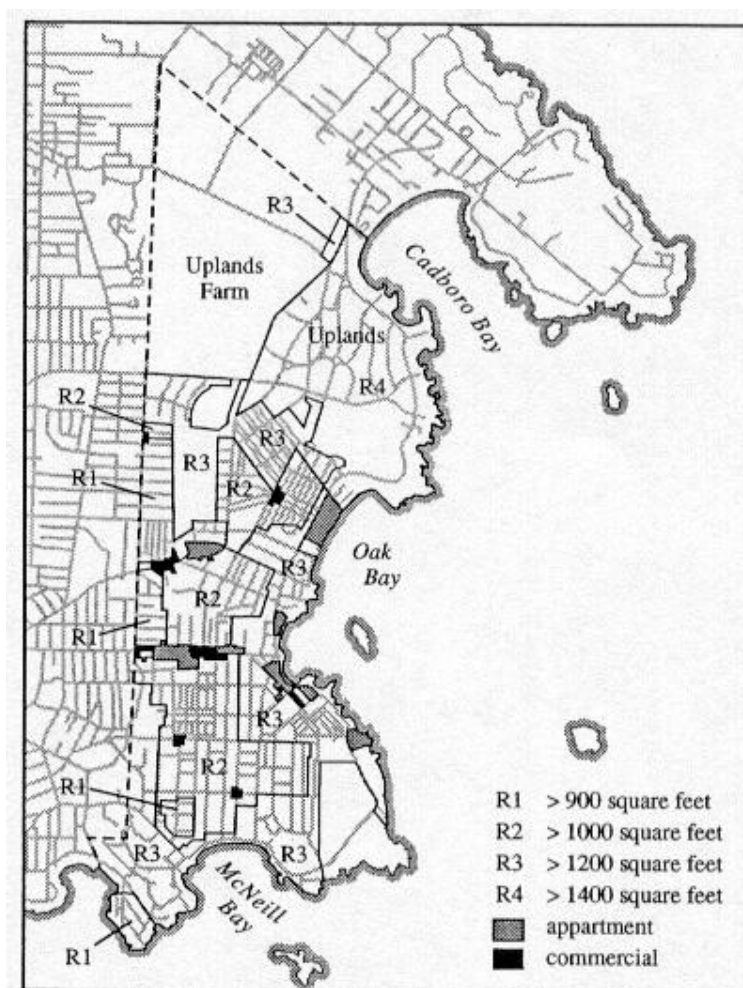 R3
Uplands
Farm
Cadboro Bay
Uplands
R4
R2
R3
R3
R2
R1
Oak
Bay
R3
R2
R1
R3
R2
R1
R3
R3
McNeill
Bay
R1
R1 > 900 square feet
R2 > 1000 square feet
R3 > 1200 square feet
R4 > 1400 square feet
appartment
commercial